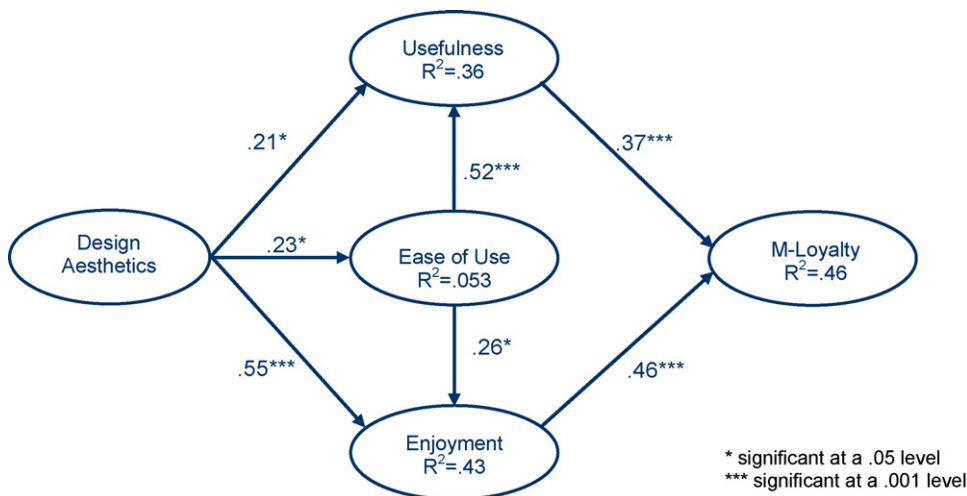 Usefulness
R²=.36
.21*
.37***
.52***
Design
Aesthetics
.23*
Ease of Use
R²=.053
M-Loyalty
R²=.46
.55***
.26*
.46***
Enjoyment
R²=.43
* significant at a .05 level
*** significant at a .001 level